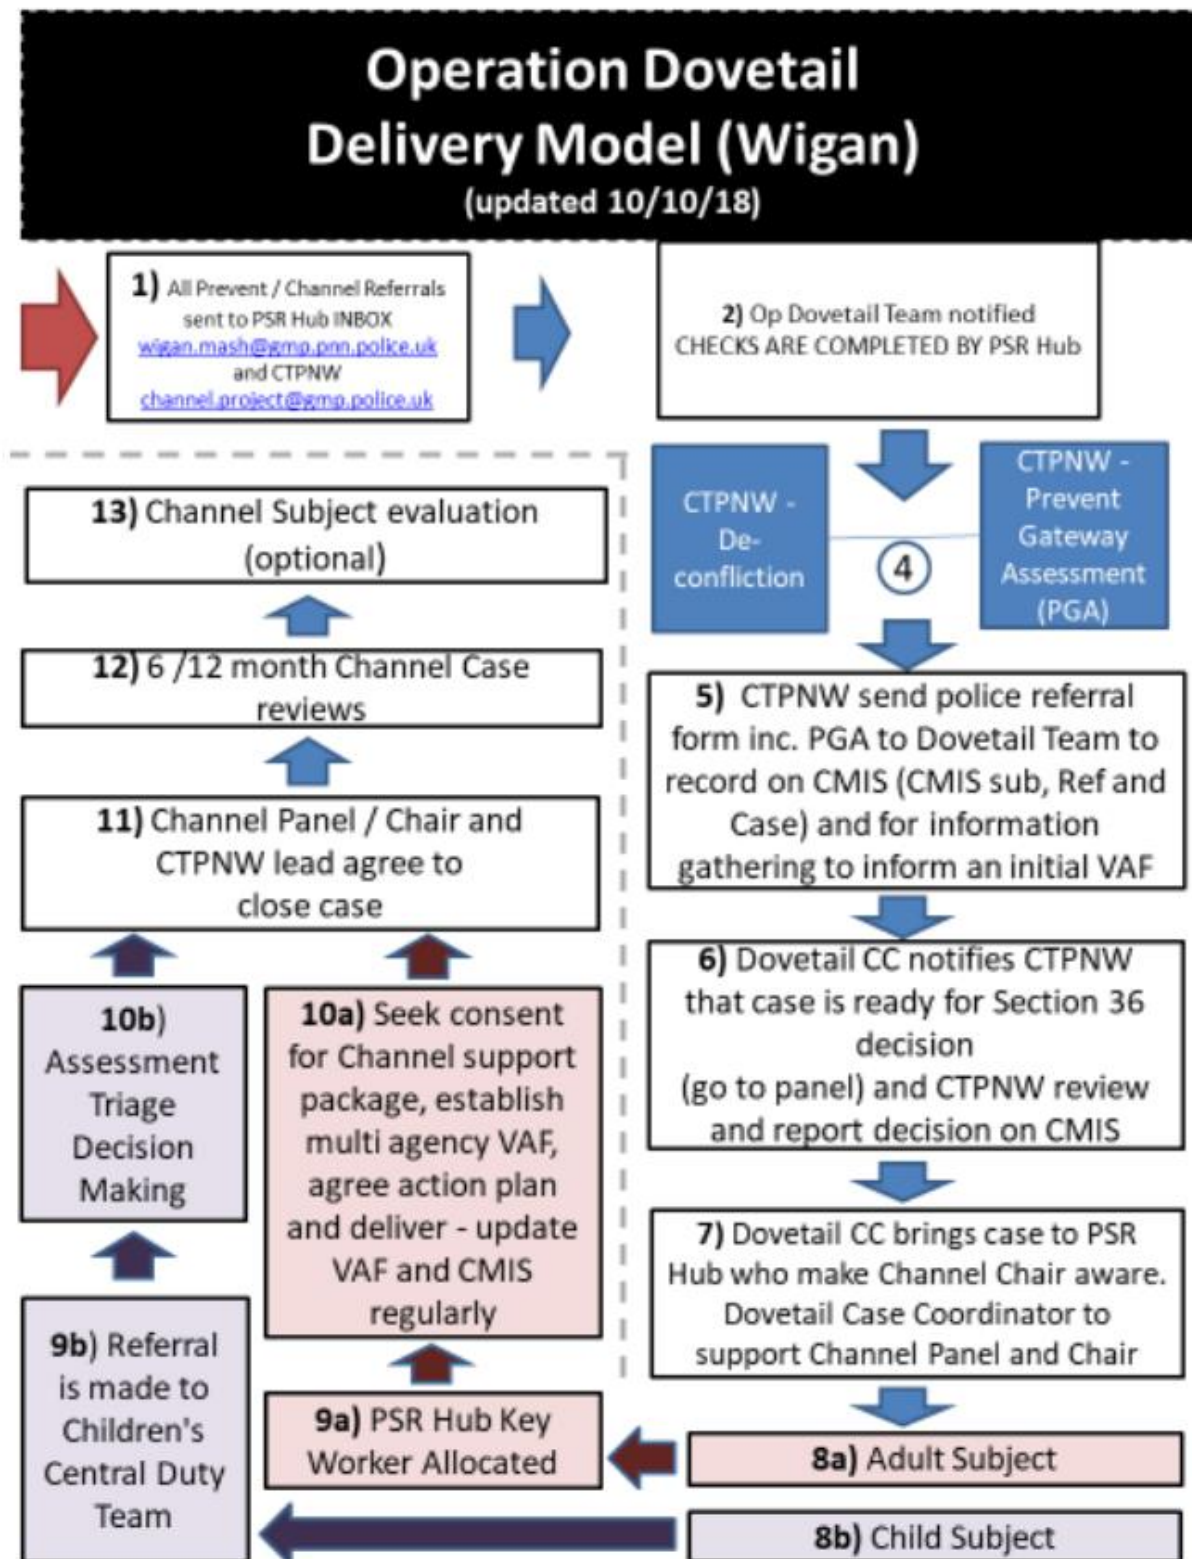 Operation Dovetail
Delivery Model (Wigan)
(updated 10/10/18)
1) All Prevent / Channel Referrals
sent to PSR Hub INBOX
wigan.mash@gmp.pnn.police.uk
and CTPNW
channel.project@gmp.police.uk
2) Op Dovetail Team notified
CHECKS ARE COMPLETED BY PSR Hub
CTPNW -
De-
confliction
4
CTPNW -
Prevent
Gateway
Assessment
(PGA)
5) CTPNW send police referral
form inc. PGA to Dovetail Team to
record on CMIS (CMIS sub, Ref and
Case) and for information
gathering to inform an initial VAF
6) Dovetail CC notifies CTPNW
that case is ready for Section 36
decision
(go to panel) and CTPNW review
and report decision on CMIS
7) Dovetail CC brings case to PSR
Hub who make Channel Chair aware.
Dovetail Case Coordinator to
support Channel Panel and Chair
8a) Adult Subject
8b) Child Subject
9a) PSR Hub Key
Worker Allocated
9b) Referral
is made to
Children's
Central Duty
Team
10a) Seek consent
for Channel support
package, establish
multi agency VAF,
agree action plan
and deliver - update
VAF and CMIS
regularly
10b)
Assessment
Triage
Decision
Making
11) Channel Panel / Chair and
CTPNW lead agree to
close case
12) 6 /12 month Channel Case
reviews
13) Channel Subject evaluation
(optional)